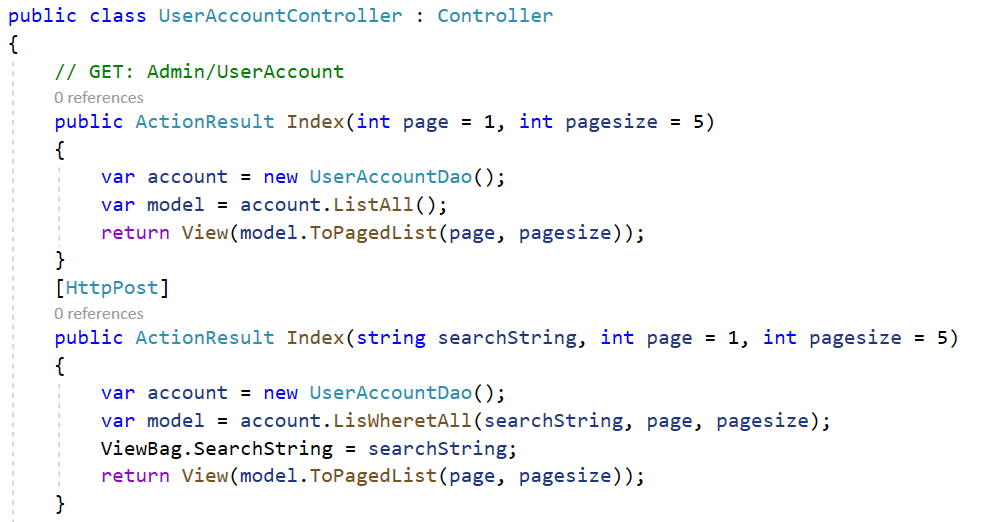 public class UserAccountController : Controller
{
// GET: Admin/UserAccount
0 references
public ActionResult Index(int page = 1, int pagesize = 5)
{
var account = new UserAccountDao();
var model = account.ListAll();
return View(model.ToPagedList(page, pagesize));
}
[HttpPost]
0 references
public ActionResult Index(string searchString, int page = 1, int pagesize = 5)
{
var account = new UserAccountDao();
var model = account.LisWheretAll(searchString, page, pagesize);
ViewBag.SearchString = searchString;
return View(model.ToPagedList(page, pagesize));
}